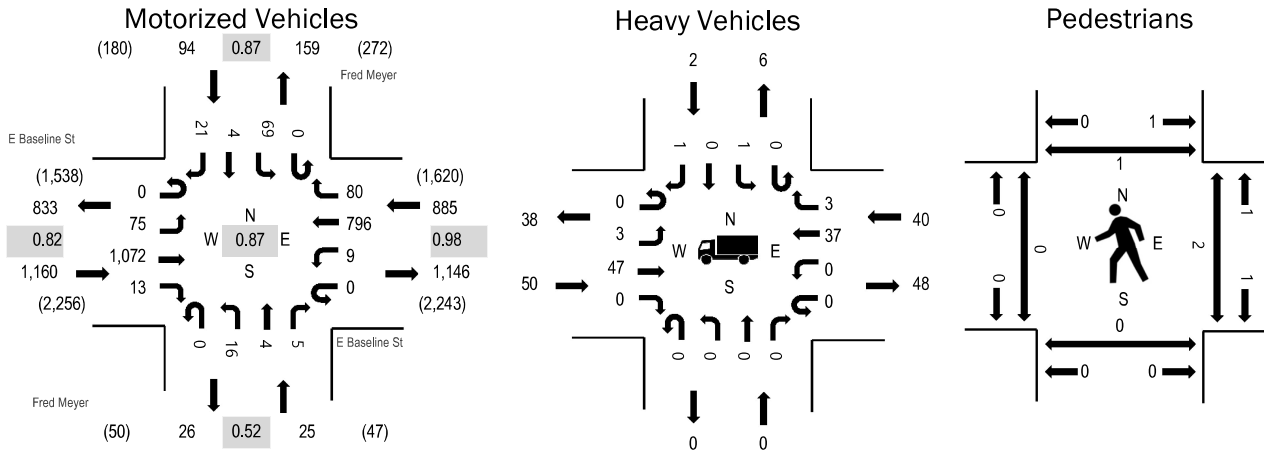 Motorized Vehicles
(180) 94 0.87 159 (272)
Fred Meyer
21 4 69 0
E Baseline St
(1,538) 0 80 (1,620)
833 75 796 885
N
0.82 W 0.87 E 0.98
S
1,160 1,072 9 1,146
(2,256) 13 0 (2,243)
0 16 4 5
E Baseline St
Fred Meyer
(50) 26 0.52 25 (47)
Heavy Vehicles
2 6
1 0 1 0
0 3
38 3 37 40
N
W E
S
50 47 0 48
0 0
0 0 0 0
0 0
Pedestrians
0 1
1
N
0 0 W E 2 1
0 1
S
0
0 0